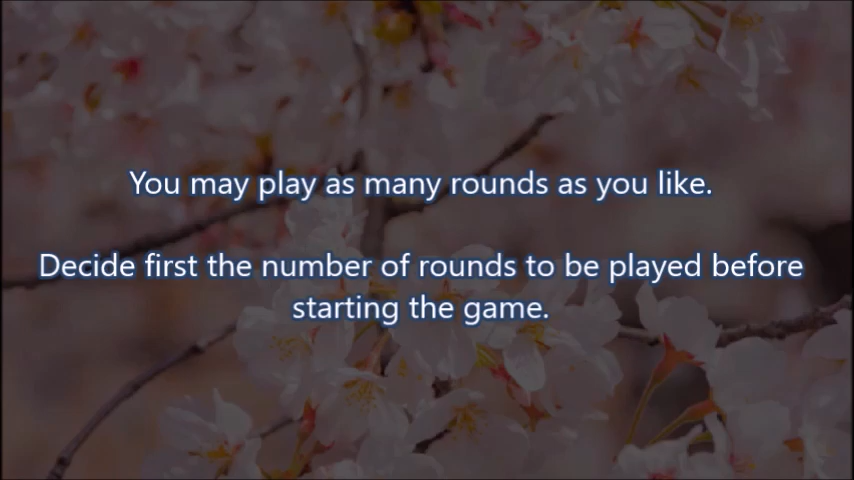 You may play as many rounds as you like.
Decide first the number of rounds to be played before
starting the game.